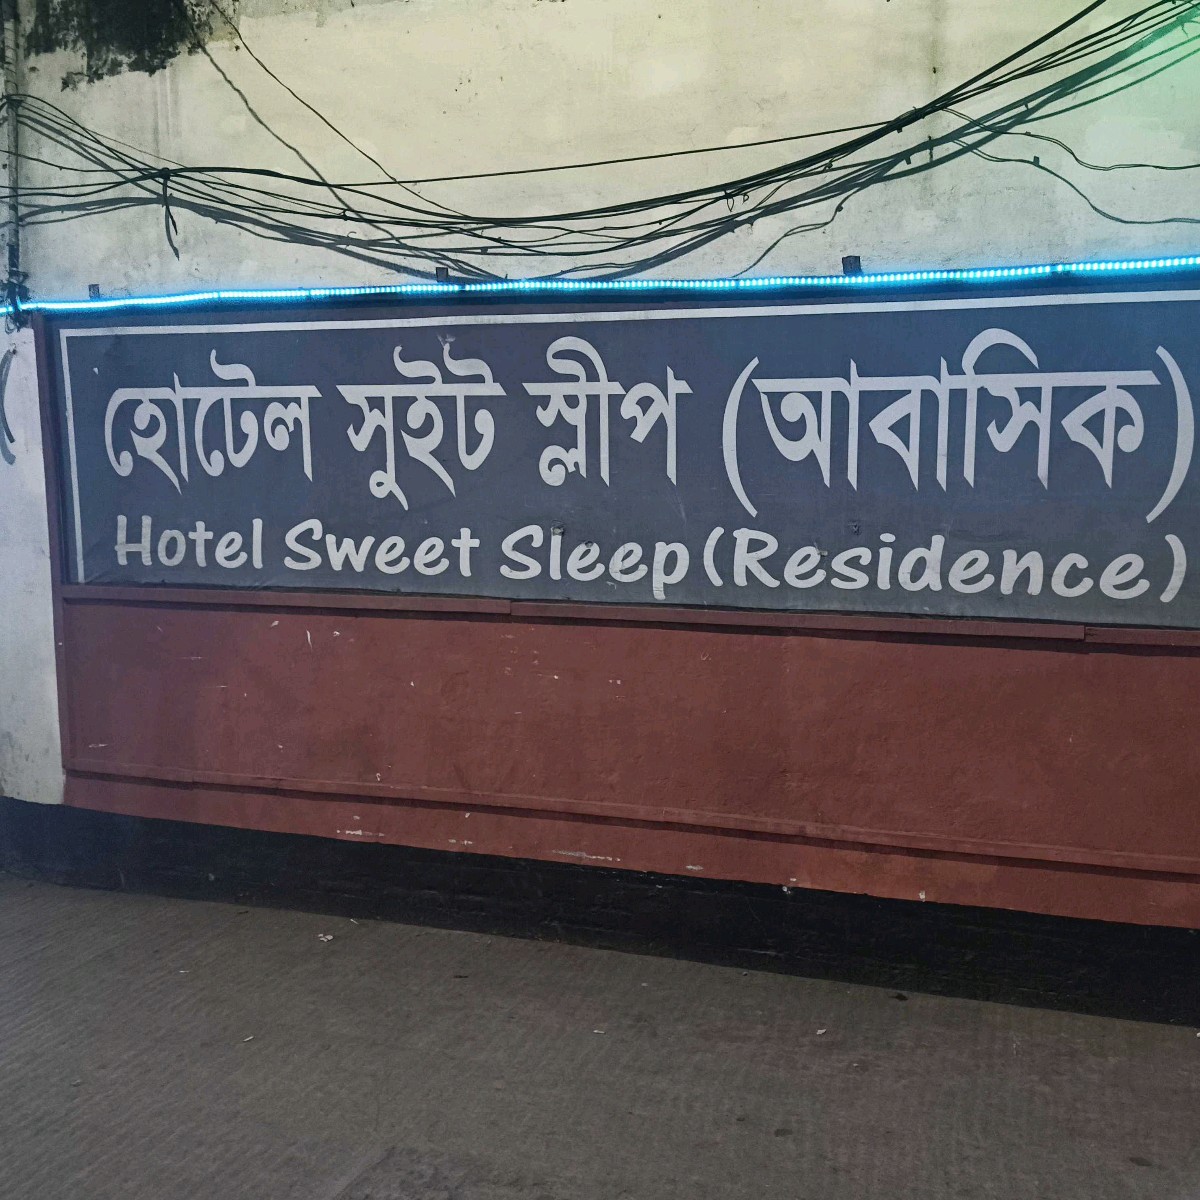 হোটেল সুইট স্লীপ (আবাসিক)
Hotel Sweet Sleep (Residence)